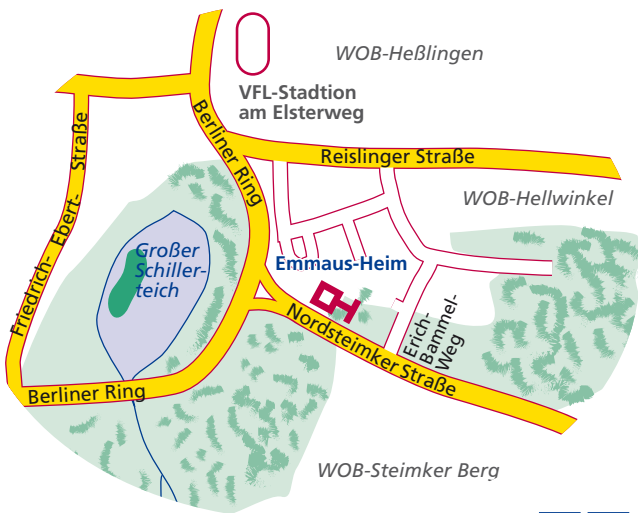 WOB-Heßlingen
VFL-Stadtion
am Elsterweg
Friedrich-Ebert-Straße
Berliner Ring
Reislinger Straße
WOB-Hellwinkel
Großer
Schiller-
teich
Emmaus-Heim
Nordsteimker Straße
Erich-
Bammel-
Weg
Berliner Ring
WOB-Steimker Berg